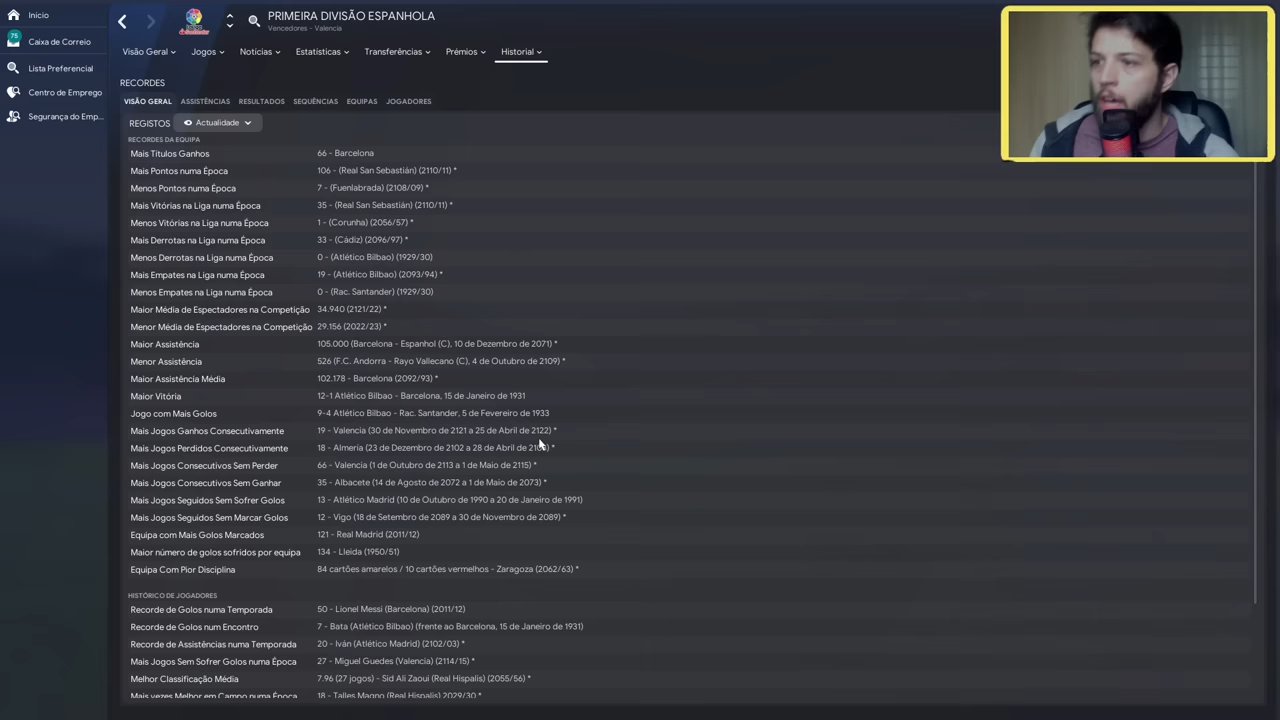 Início
75
Caixa de Correio
Lista Preferencial
Centro de Emprego
Segurança do Emp...
PRIMEIRA DIVISÃO ESPANHOLA
Vencedores - Valencia
Visão Geral Jogos Notícias Estatísticas Transferências Prémios Historial
RECORDES
VISÃO GERAL ASSISTÊNCIAS RESULTADOS SEQUÊNCIAS EQUIPAS JOGADORES
REGISTOS Actualidade
RECORDES DA EQUIPA
Mais Títulos Ganhos 66 - Barcelona
Mais Pontos numa Época 106 - (Real San Sebastián) (2110/11) *
Menos Pontos numa Época 7 - (Fuenlabrada) (2108/09) *
Mais Vitórias na Liga numa Época 35 - (Real San Sebastián) (2110/11) *
Menos Vitórias na Liga numa Época 1 - (Corunha) (2056/57) *
Mais Derrotas na Liga numa Época 33 - (Cádiz) (2096/97) *
Menos Derrotas na Liga numa Época 0 - (Atlético Bilbao) (1929/30)
Mais Empates na Liga numa Época 19 - (Atlético Bilbao) (2093/94) *
Menos Empates na Liga numa Época 0 - (Rac. Santander) (1929/30)
Maior Média de Espectadores na Competição 34.940 (2121/22) *
Menor Média de Espectadores na Competição 29.156 (2022/23) *
Maior Assistência 105.000 (Barcelona - Espanhol (C), 10 de Dezembro de 2071) *
Menor Assistência 526 (F.C. Andorra - Rayo Vallecano (C), 4 de Outubro de 2109) *
Maior Assistência Média 102.178 - Barcelona (2092/93) *
Maior Vitória 12-1 Atlético Bilbao - Barcelona, 15 de Janeiro de 1931
Jogo com Mais Golos 9-4 Atlético Bilbao - Rac. Santander, 5 de Fevereiro de 1933
Mais Jogos Ganhos Consecutivamente 19 - Valencia (30 de Novembro de 2121 a 25 de Abril de 2122) *
Mais Jogos Perdidos Consecutivamente 18 - Almería (23 de Dezembro de 2102 a 28 de Abril de *
Mais Jogos Consecutivos Sem Perder 66 - Valencia (1 de Outubro de 2113 a 1 de Maio de 2115) *
Mais Jogos Consecutivos Sem Ganhar 35 - Albacete (14 de Agosto de 2072 a 1 de Maio de 2073) *
Mais Jogos Seguidos Sem Sofrer Golos 13 - Atlético Madrid (10 de Outubro de 1990 a 20 de Janeiro de 1991)
Mais Jogos Seguidos Sem Marcar Golos 12 - Vigo (18 de Setembro de 2089 a 30 de Novembro de 2089) *
Equipa com Mais Golos Marcados 121 - Real Madrid (2011/12)
Maior número de golos sofridos por equipa 134 - Lleida (1950/51)
Equipa Com Pior Disciplina 84 cartões amarelos / 10 cartões vermelhos - Zaragoza (2062/63) *
HISTÓRICO DE JOGADORES
Recorde de Golos numa Temporada 50 - Lionel Messi (Barcelona) (2011/12)
Recorde de Golos num Encontro 7 - Bata (Atlético Bilbao) (frente ao Barcelona, 15 de Janeiro de 1931)
Recorde de Assistências numa Temporada 20 - Iván (Atlético Madrid) (2102/03) *
Mais Jogos Sem Sofrer Golos numa Época 27 - Miguel Guedes (Valencia) (2114/15) *
Melhor Classificação Média 7.96 (27 jogos) - Sid Ali Zaoui (Real Hispalis) (2055/56) *
Mais vezes Melhor em Campo numa Época 18 - Talles Magno (Real Hispalis) 2029/30 *